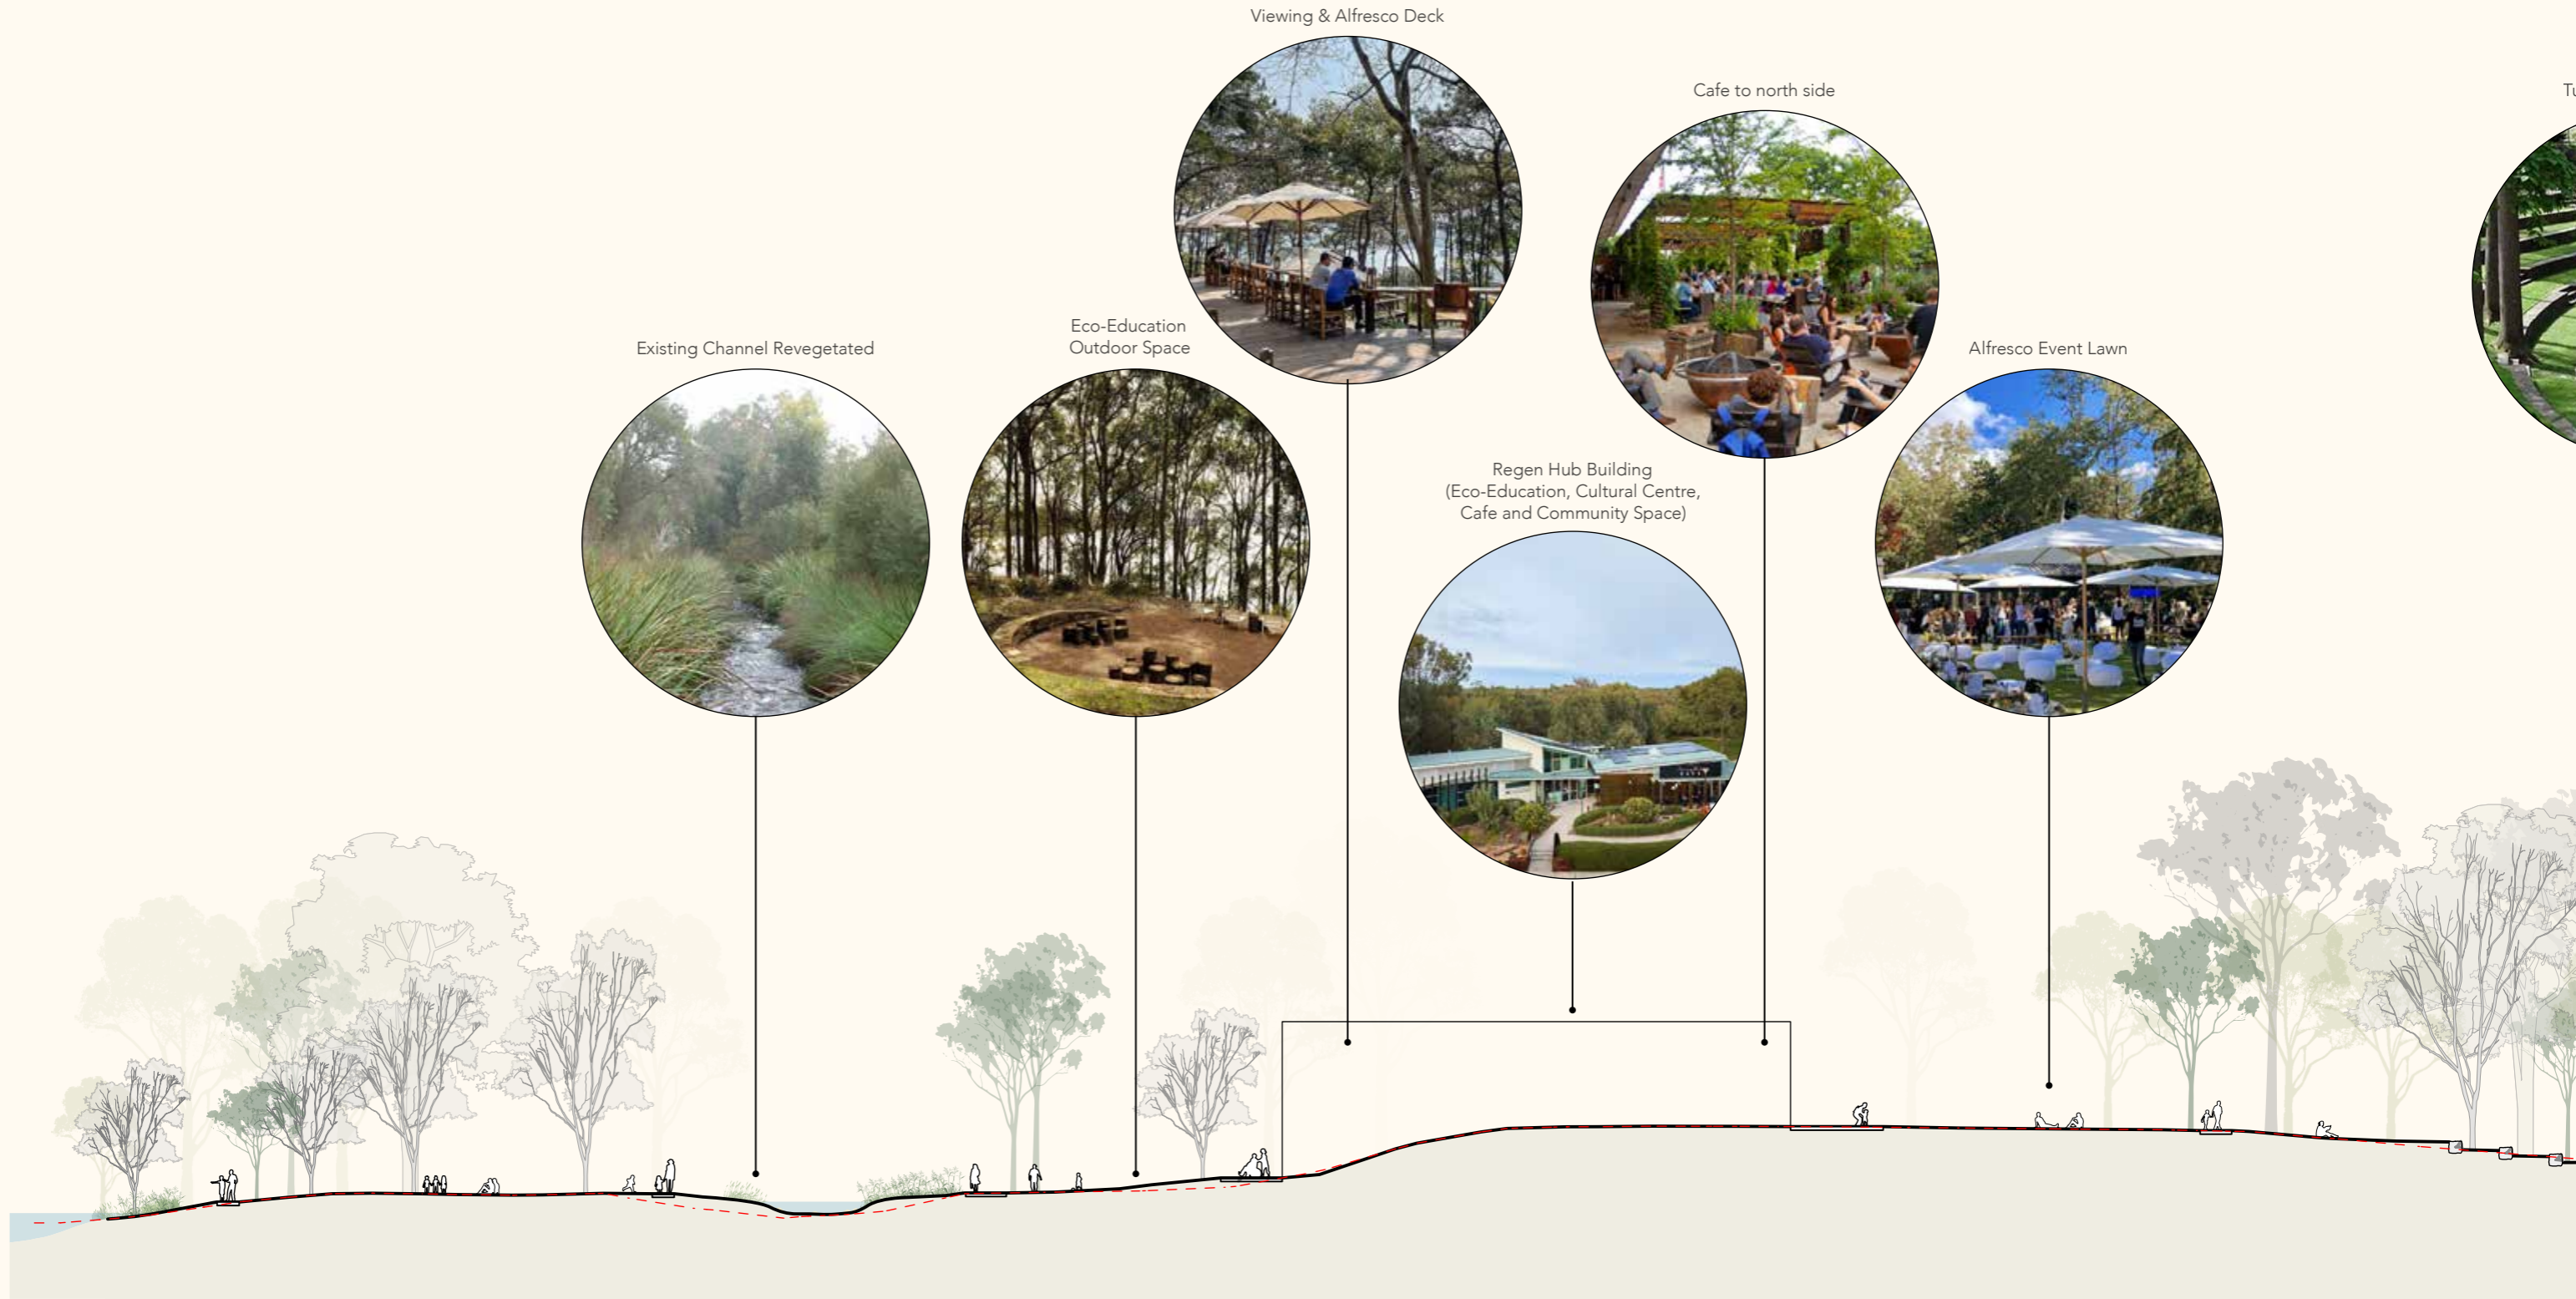 Viewing & Alfresco Deck
Cafe to north side
Eco-Education
Outdoor Space
Existing Channel Revegetated
Alfresco Event Lawn
Regen Hub Building
(Eco-Education, Cultural Centre,
Cafe and Community Space)